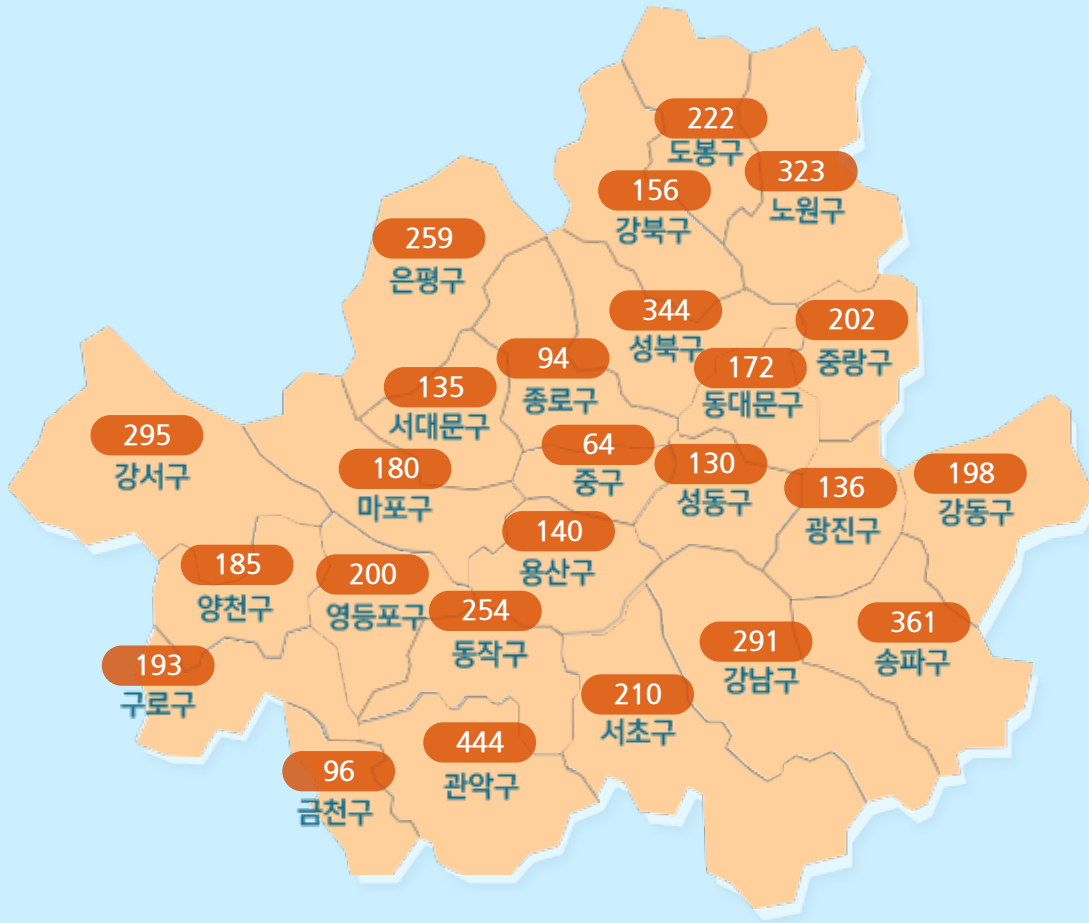 222
도봉구
323
노원구
156
강북구
259
은평구
344
성북구
202
중랑구
94
종로구
172
동대문구
135
서대문구
295
강서구
64
중구
130
성동구
180
마포구
136
광진구
198
강동구
140
용산구
185
양천구
200
영등포구
254
동작구
361
송파구
291
강남구
193
구로구
210
서초구
444
관악구
96
금천구